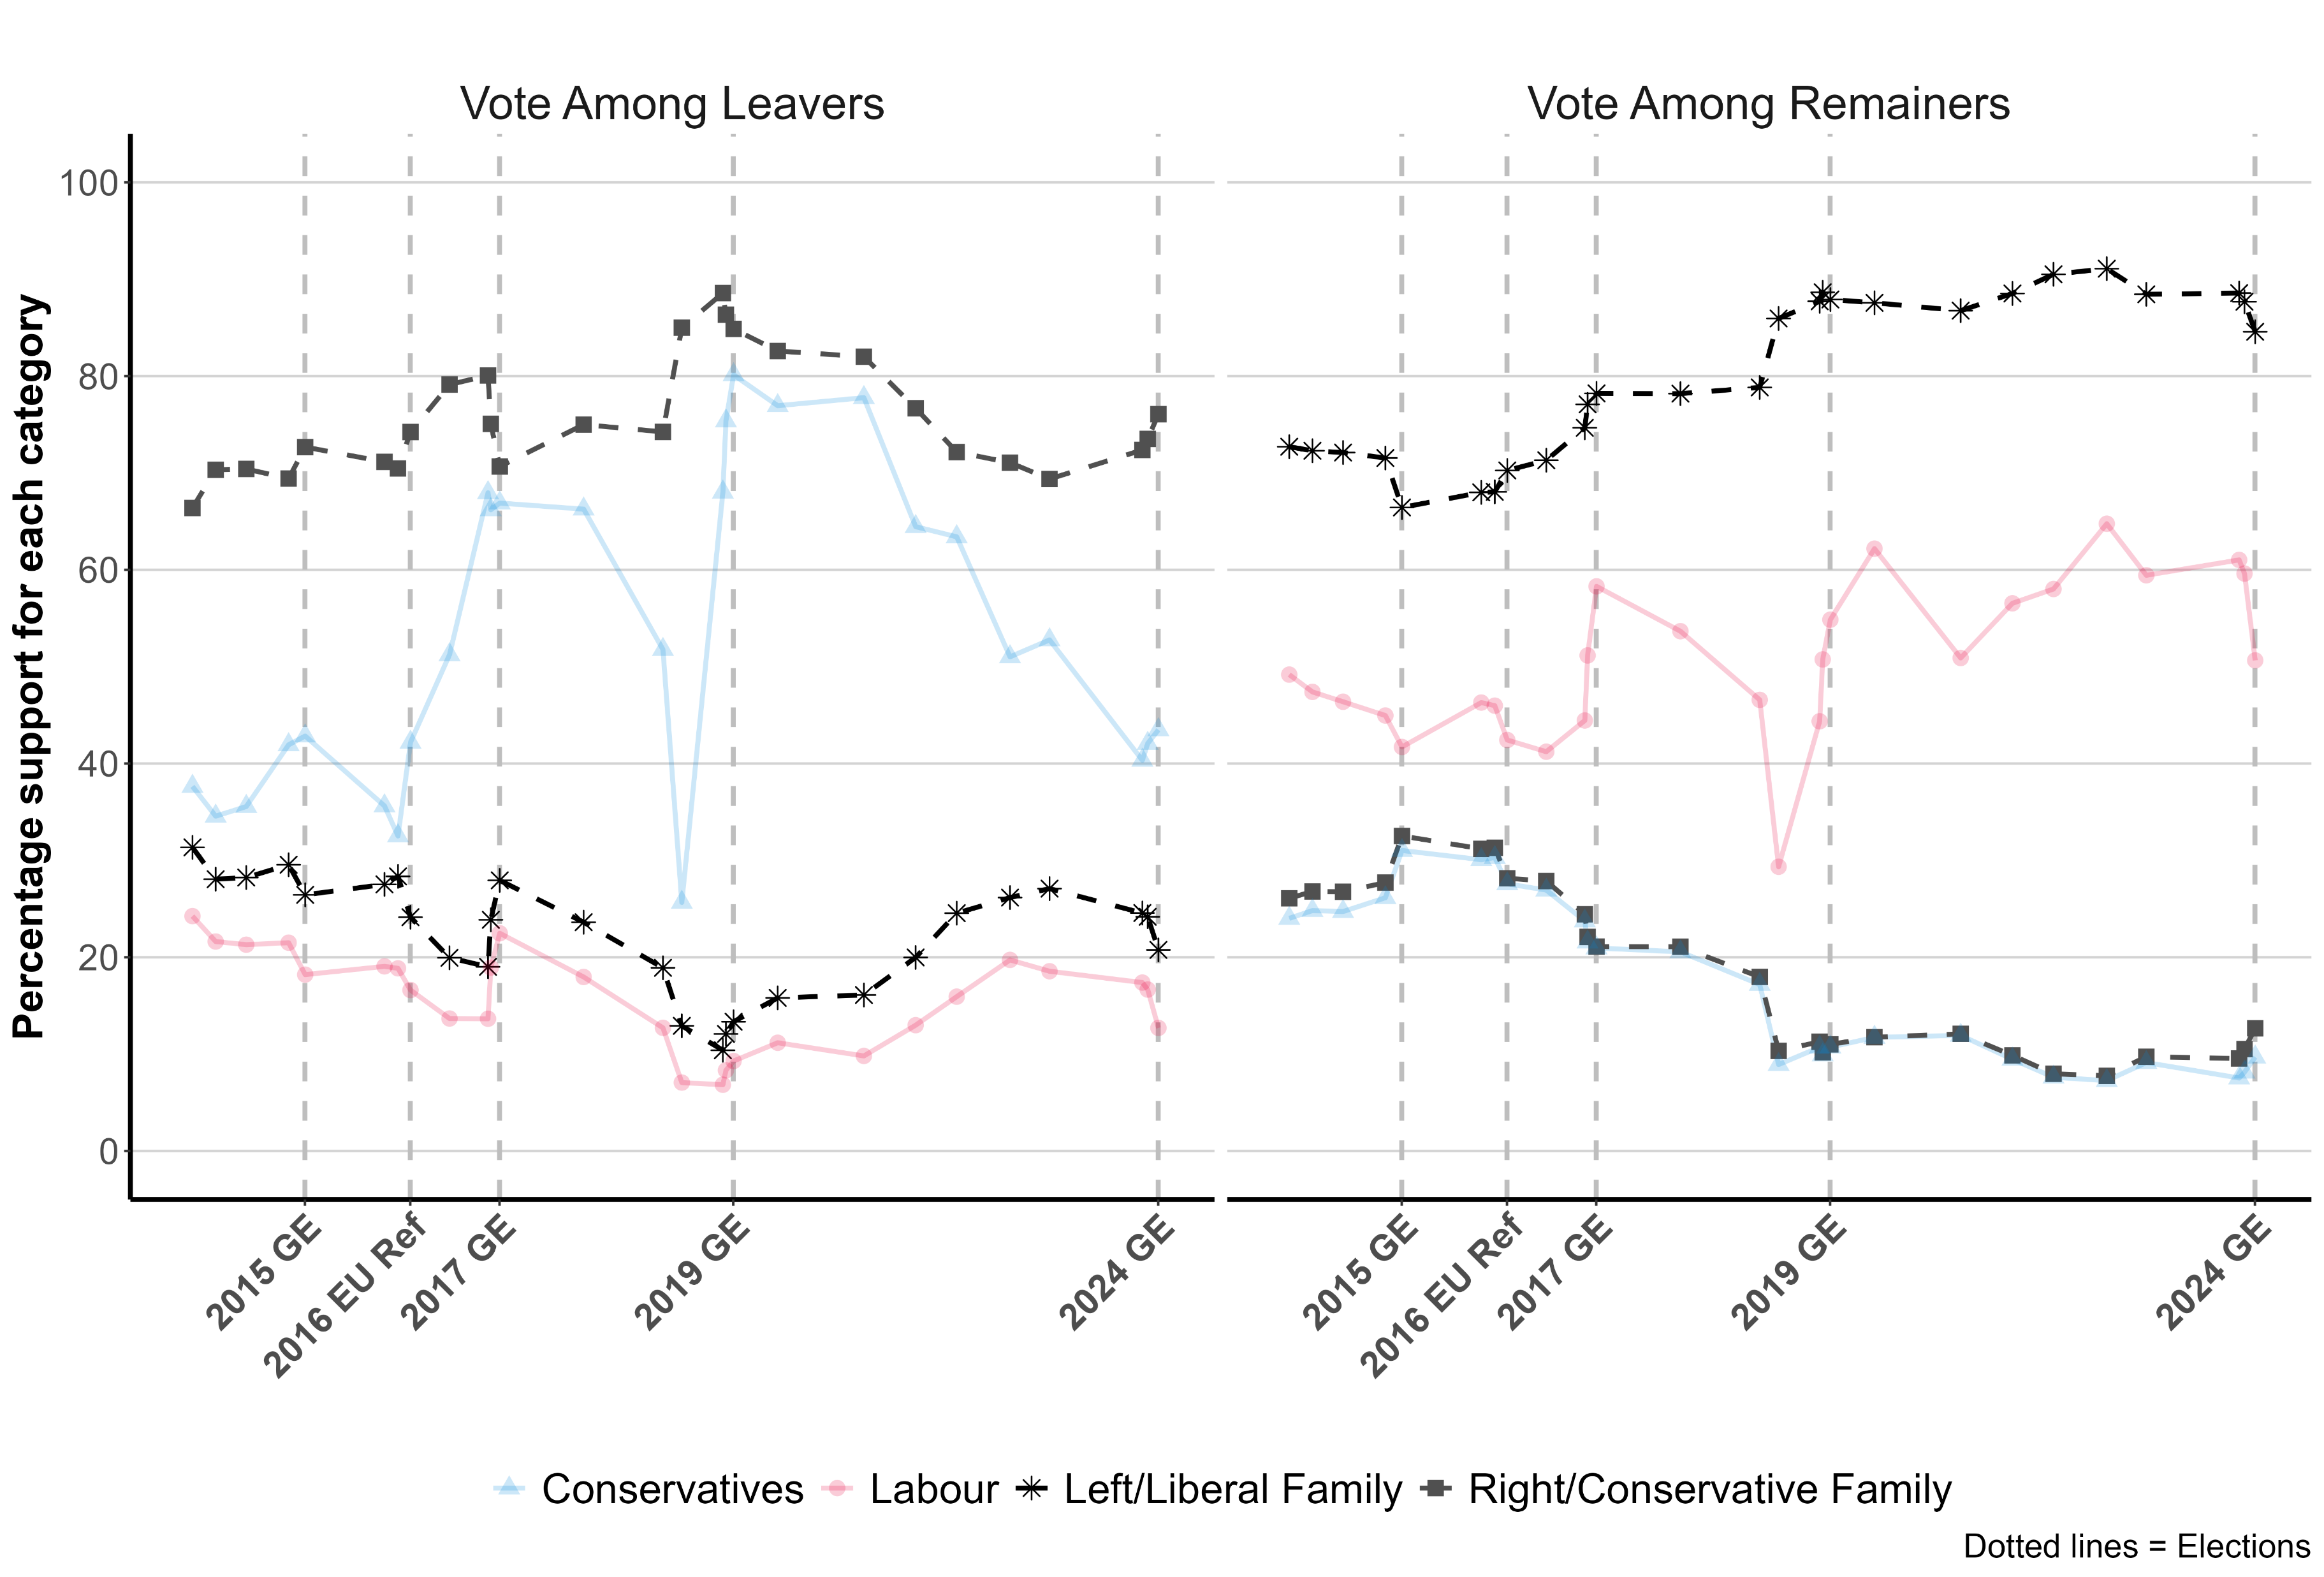 Vote Among Leavers
Vote Among Remainers
Percentage support for each category
100
80
60
40
20
0
2015 GE
2016 EU Ref
2017 GE
2019 GE
2024 GE
2015 GE
2016 EU Ref
2017 GE
2019 GE
2024 GE
Conservatives Labour Left/Liberal Family Right/Conservative Family
Dotted lines = Elections